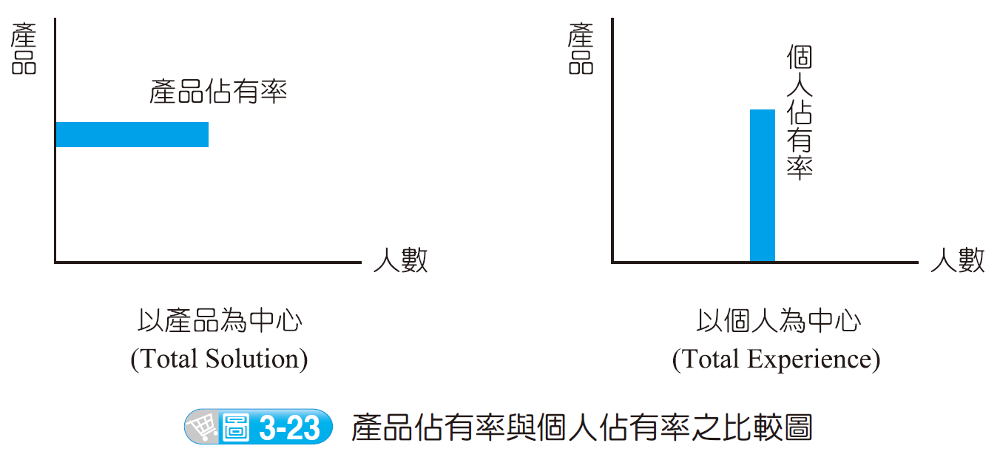 產品
產品佔有率
人數
以產品為中心
(Total Solution)
產品
個人佔有率
人數
以個人為中心
(Total Experience)
圖 3-23 產品佔有率與個人佔有率之比較圖